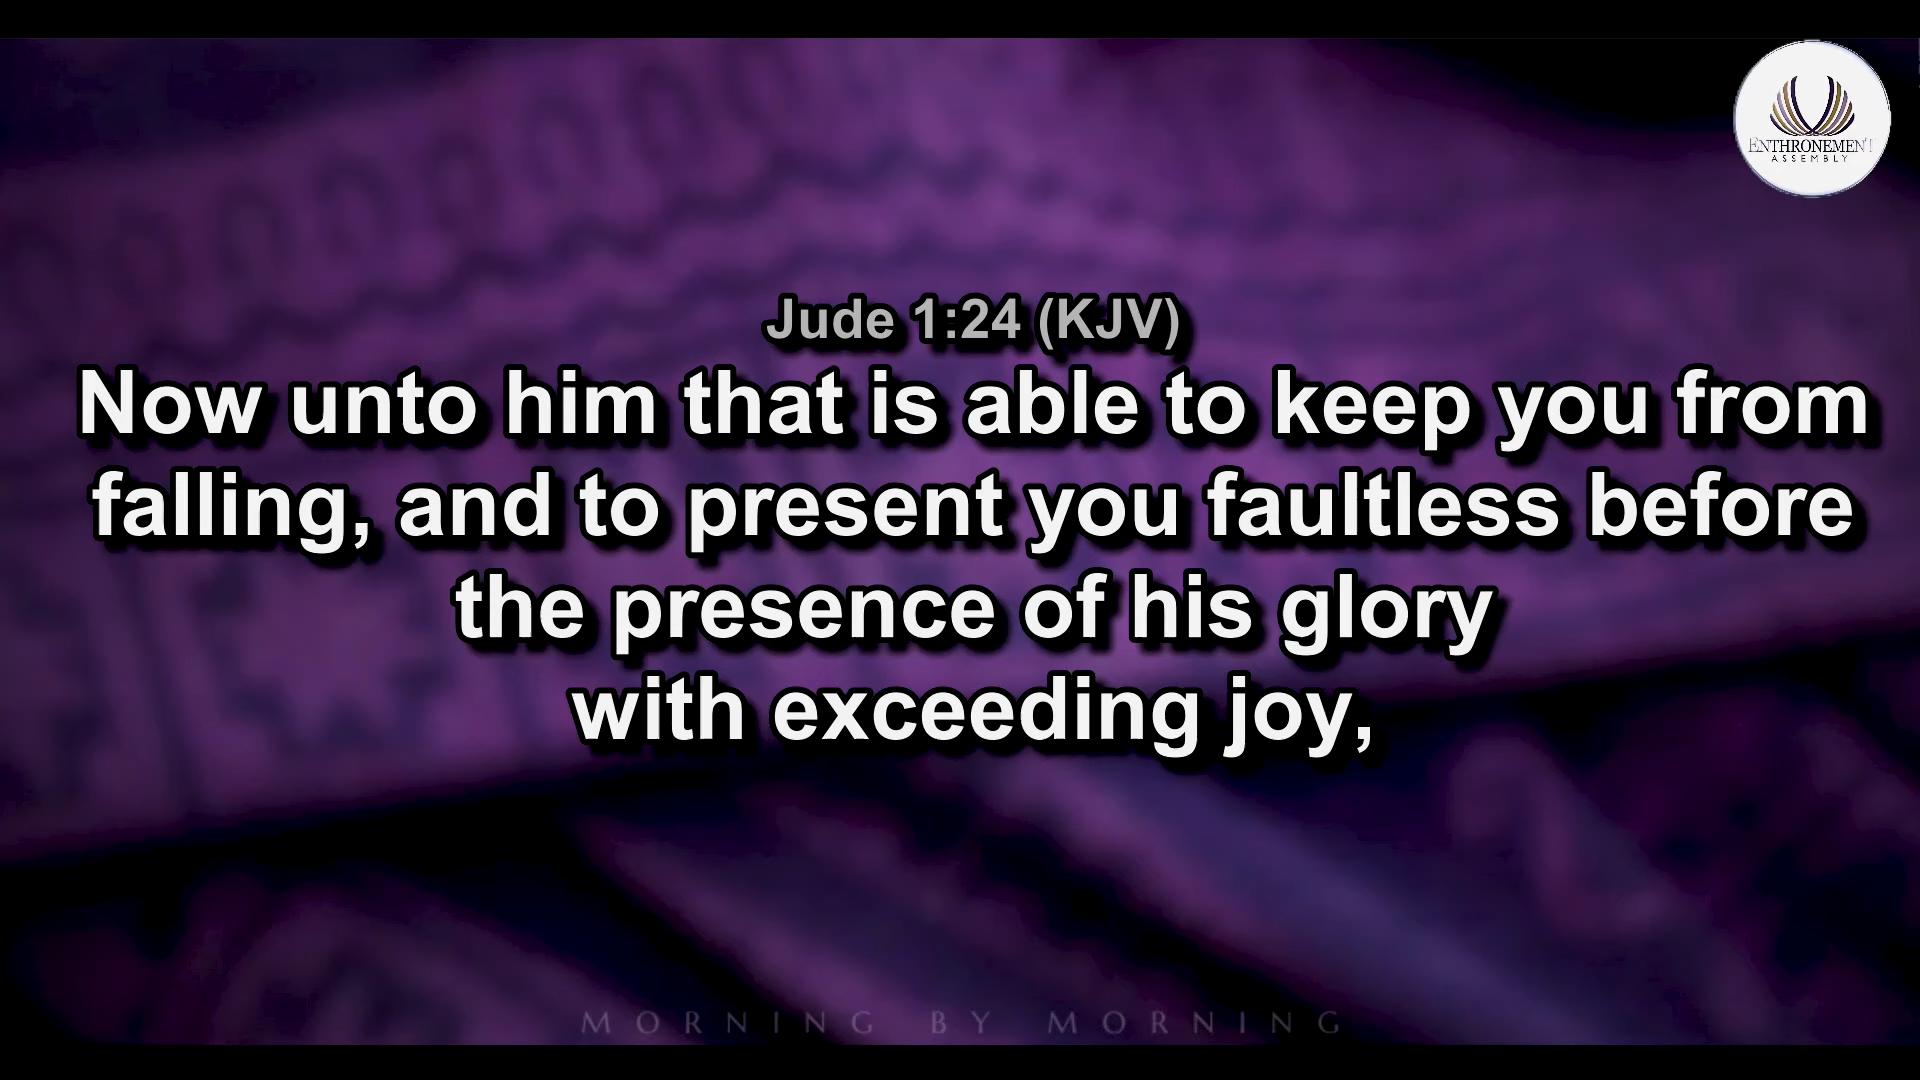 ENTHRONEMENT
ASSEMBLY
Jude 1:24 (KJV)
Now unto him that is able to keep you from
falling, and to present you faultless before
the presence of his glory
with exceeding joy,
MORNING BY MORNING